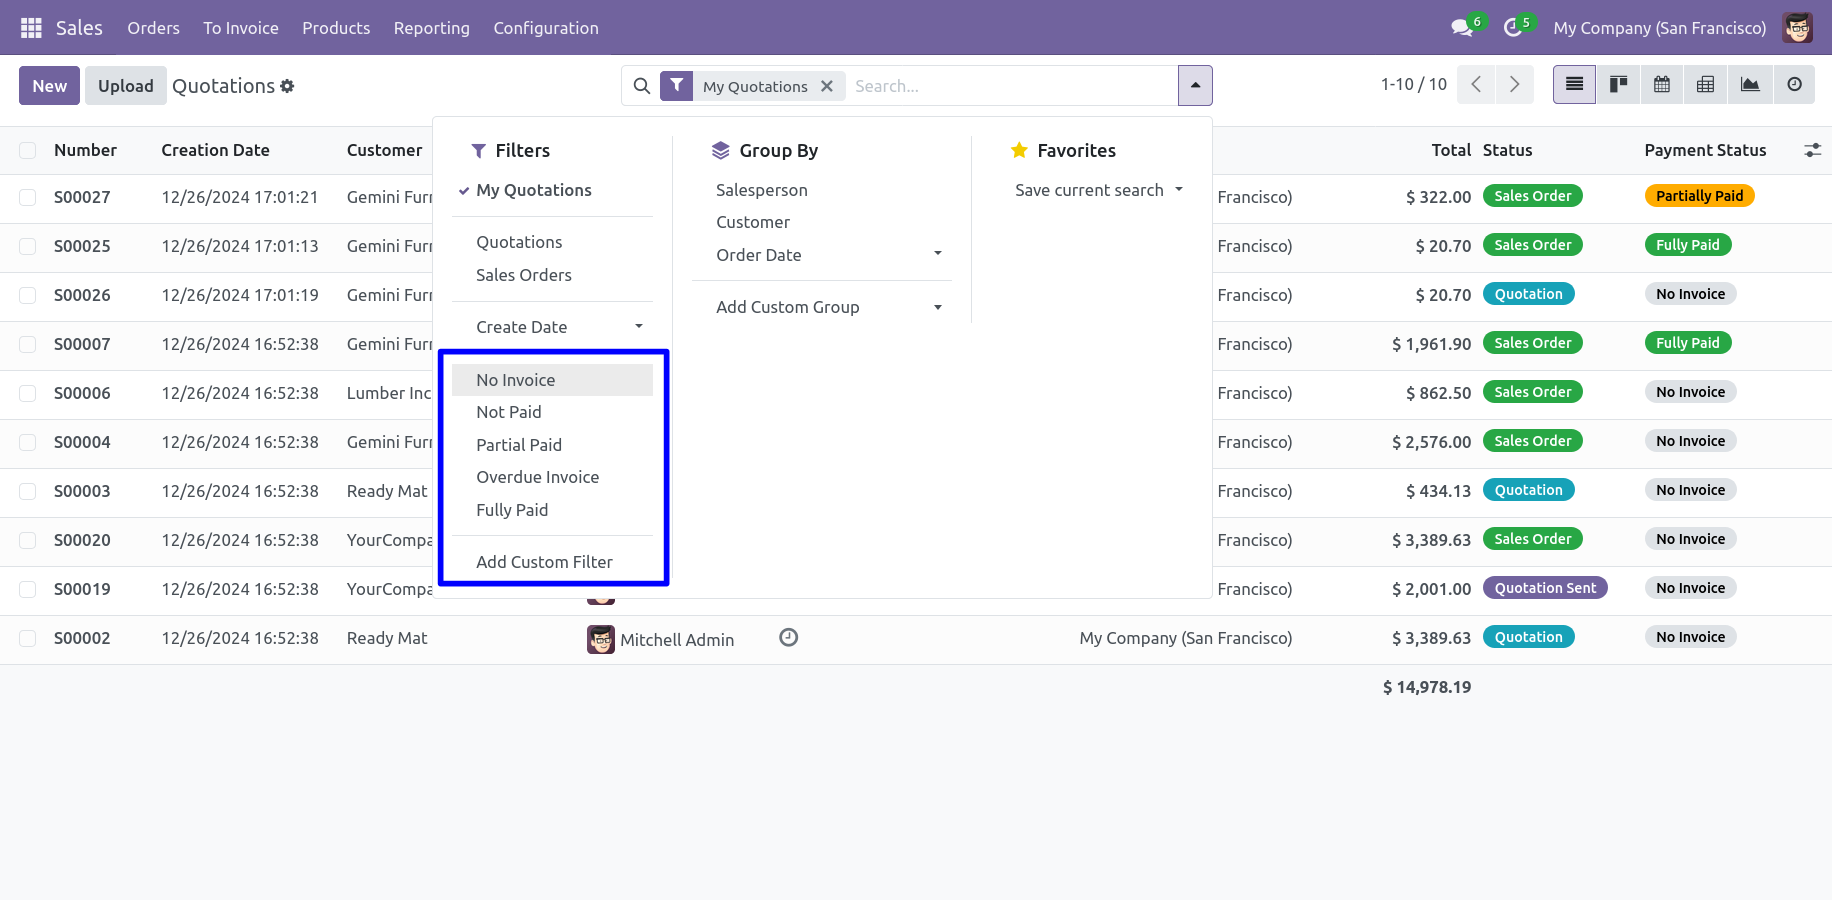 Sales Orders To Invoice Products Reporting Configuration 6 5 My Company (San Francisco)
New Upload Quotations My Quotations Search... 1-10 / 10
Filters
My Quotations
Quotations
Sales Orders
Create Date
No Invoice
Not Paid
Partial Paid
Overdue Invoice
Fully Paid
Add Custom Filter
Group By
Salesperson
Customer
Order Date
Add Custom Group
Favorites
Save current search
Number Creation Date Customer Total Status Payment Status
S00027 12/26/2024 17:01:21 Gemini Furn Francisco) $ 322.00 Sales Order Partially Paid
S00025 12/26/2024 17:01:13 Gemini Furn Francisco) $ 20.70 Sales Order Fully Paid
S00026 12/26/2024 17:01:19 Gemini Furn Francisco) $ 20.70 Quotation No Invoice
S00007 12/26/2024 16:52:38 Gemini Furn Francisco) $ 1,961.90 Sales Order Fully Paid
S00006 12/26/2024 16:52:38 Lumber Inc Francisco) $ 862.50 Sales Order No Invoice
S00004 12/26/2024 16:52:38 Gemini Furn Francisco) $ 2,576.00 Sales Order No Invoice
S00003 12/26/2024 16:52:38 Ready Mat Francisco) $ 434.13 Quotation No Invoice
S00020 12/26/2024 16:52:38 YourCompa Francisco) $ 3,389.63 Sales Order No Invoice
S00019 12/26/2024 16:52:38 YourCompa Francisco) $ 2,001.00 Quotation Sent No Invoice
S00002 12/26/2024 16:52:38 Ready Mat Mitchell Admin My Company (San Francisco) $ 3,389.63 Quotation No Invoice
$ 14,978.19